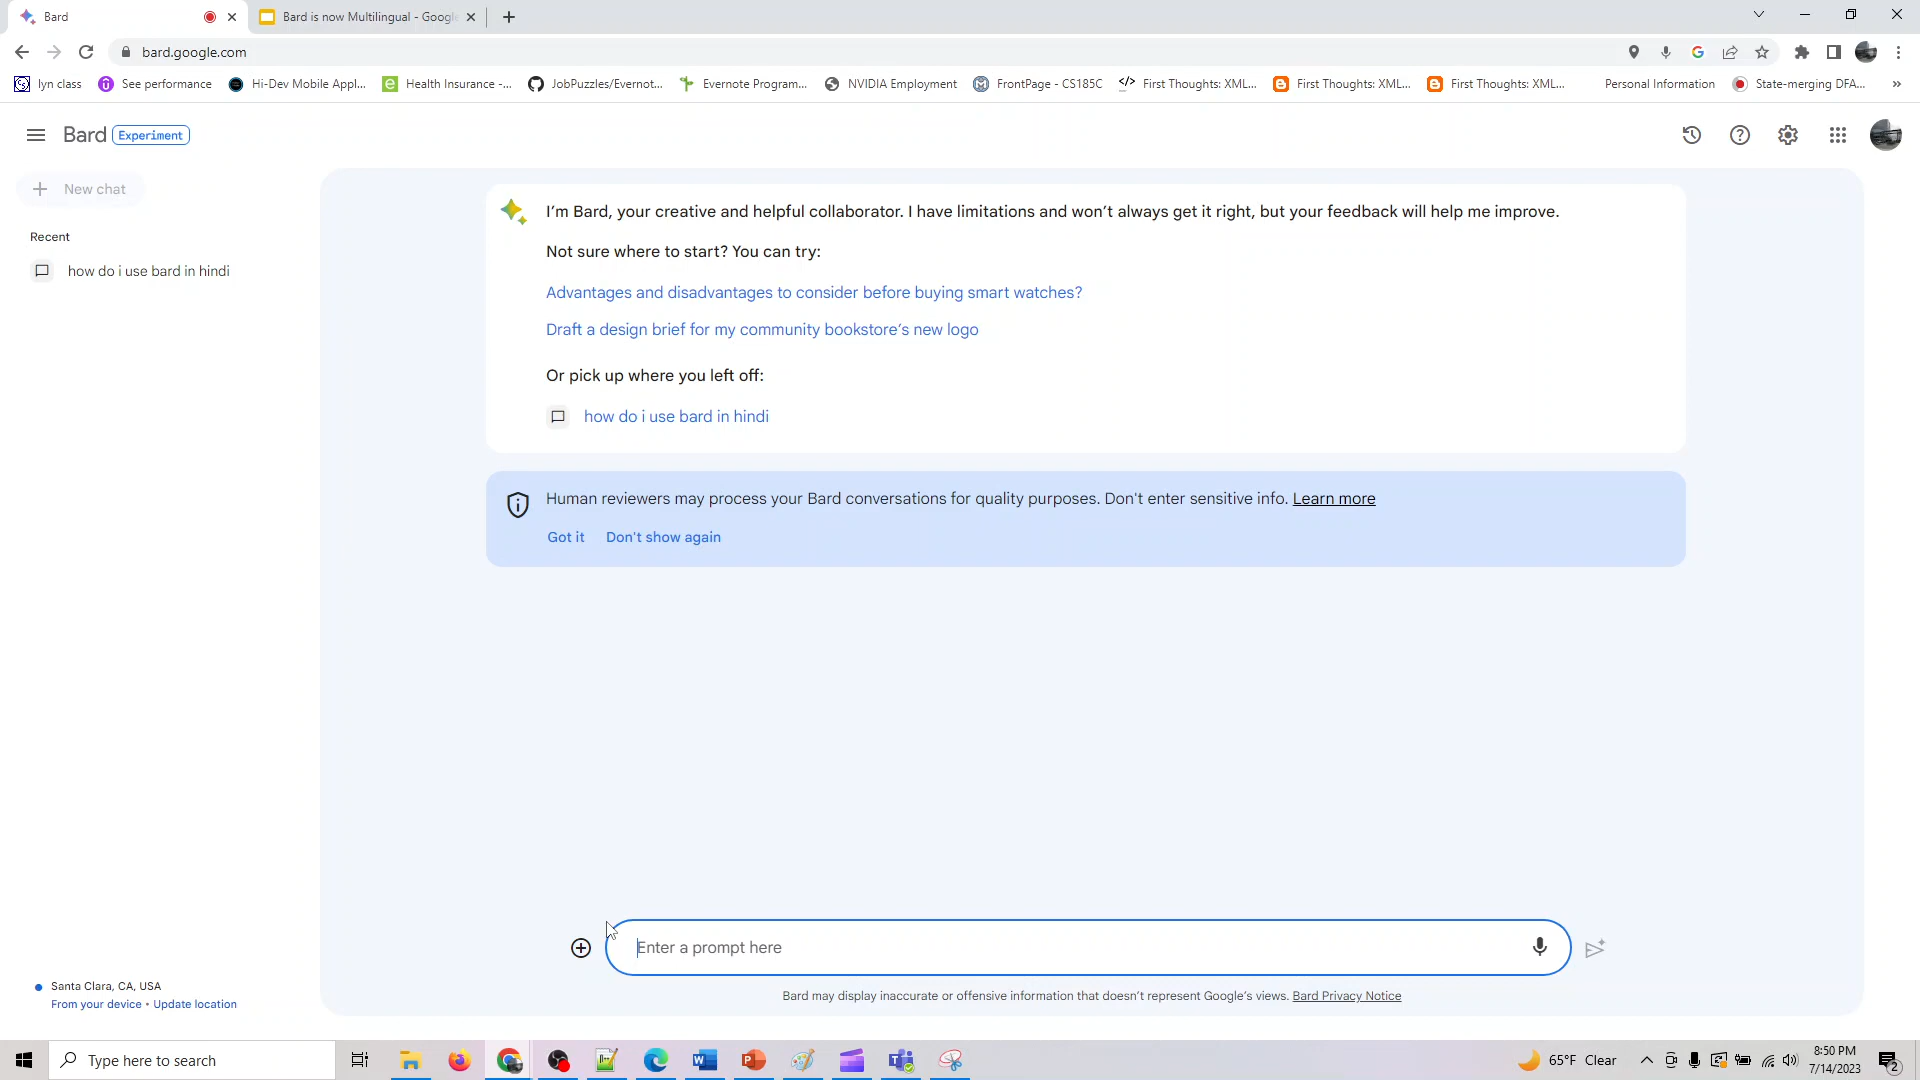 Bard
Bard is now Multilingual - Google
bard.google.com
lyn class
See performance
Hi-Dev Mobile Appl...
Health Insurance -...
JobPuzzles/Evernot...
Evernote Program...
NVIDIA Employment
FrontPage - CS185C
First Thoughts: XML...
First Thoughts: XML...
First Thoughts: XML...
Personal Information
State-merging DFA...
Bard Experiment
New chat
Recent
how do i use bard in hindi
I'm Bard, your creative and helpful collaborator. I have limitations and won't always get it right, but your feedback will help me improve.
Not sure where to start? You can try:
Advantages and disadvantages to consider before buying smart watches?
Draft a design brief for my community bookstore's new logo
Or pick up where you left off:
how do i use bard in hindi
Human reviewers may process your Bard conversations for quality purposes. Don't enter sensitive info. Learn more
Got it Don't show again
Enter a prompt here
Bard may display inaccurate or offensive information that doesn't represent Google's views. Bard Privacy Notice
Santa Clara, CA, USA
From your device • Update location
Type here to search
65°F Clear
8:50 PM
7/14/2023
2